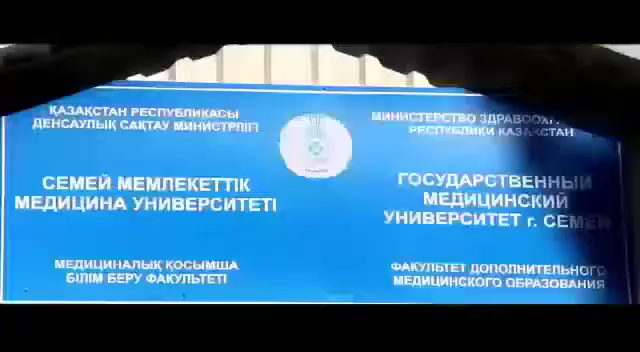 ҚАЗАҚСТАН РЕСПУБЛИКАСЫ
ДЕНСАУЛЫҚ САҚТАУ МИНИСТРЛІГІ
СЕМЕЙ МЕМЛЕКЕТТІК
МЕДИЦИНА УНИВЕРСИТЕТІ
МЕДИЦИНАЛЫҚ ҚОСЫМША
БІЛІМ БЕРУ ФАКУЛЬТЕТІ
МИНИСТЕРСТВО
РЕСПУБЛИКИ КАЗАХСТАН
ГОСУДАРСТВЕННЫЙ
МЕДИЦИНСКИЙ
УНИВЕРСИТЕТ г. СЕМЕЙ
ФАКУЛЬТЕТ ДОПОЛНИТЕЛЬНОГО
МЕДИЦИНСКОГО ОБРАЗОВАНИЯ